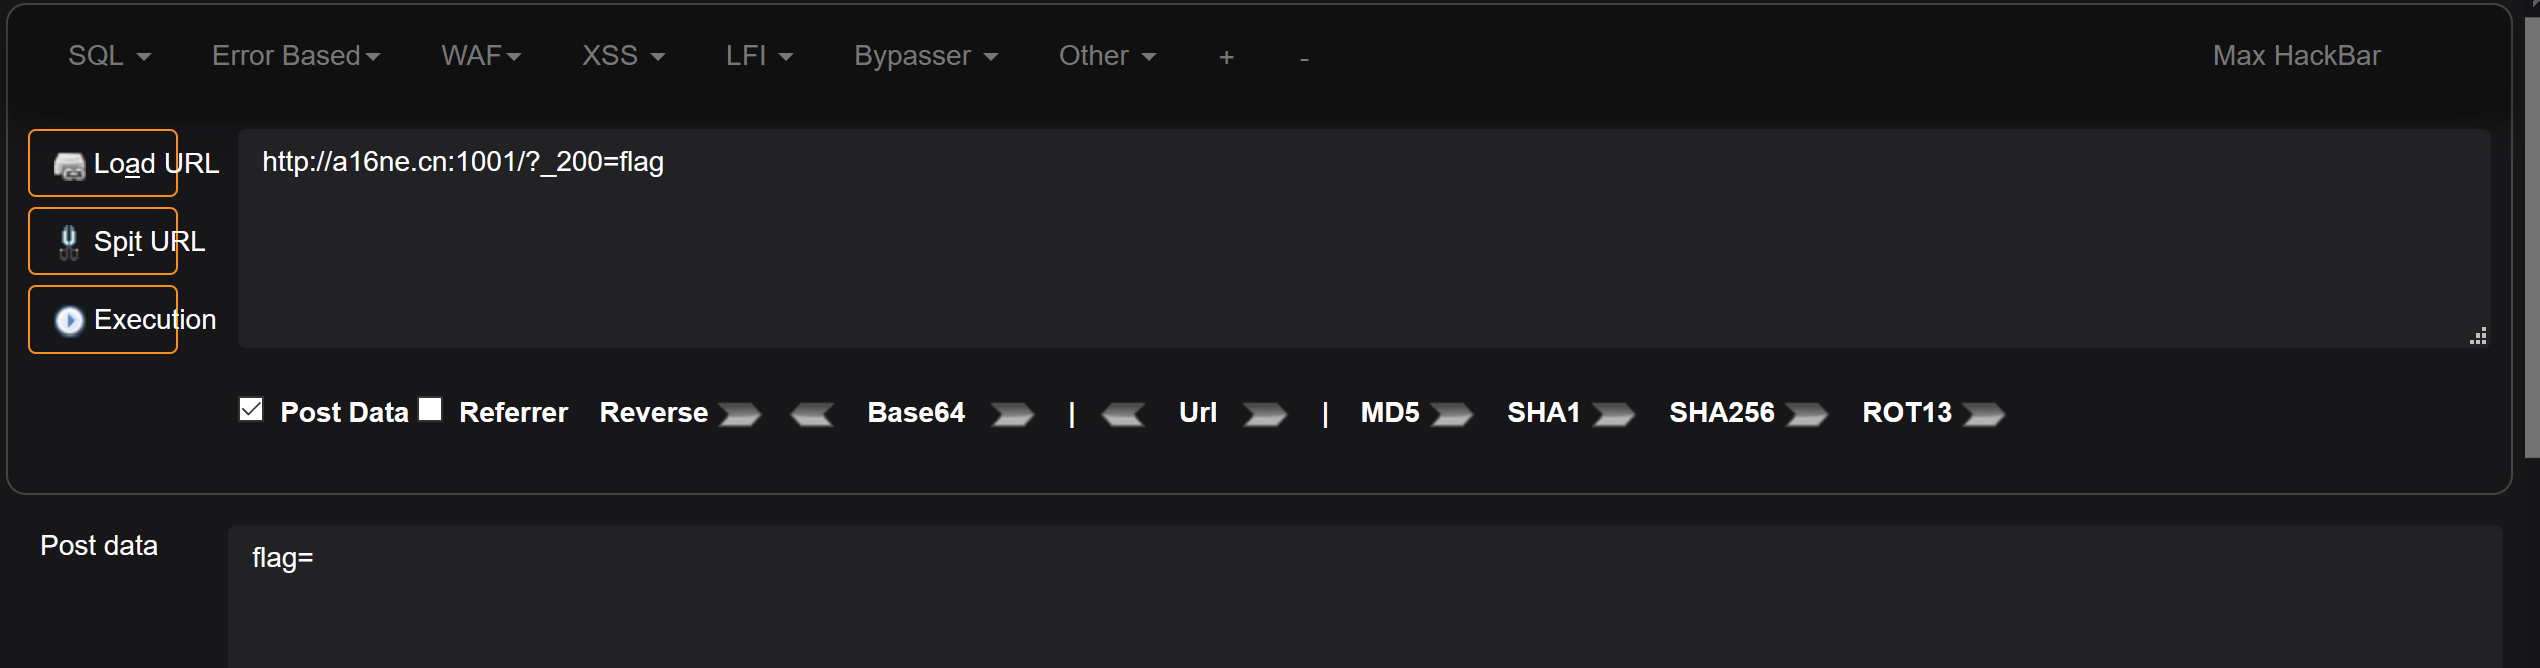 SQL Error Based WAF XSS LFI Bypasser Other + - Max HackBar
Load URL
http://a16ne.cn:1001/?_200=flag
Spit URL
Execution
Post Data Referrer Reverse Base64 | Url | MD5 SHA1 SHA256 ROT13
Post data
flag=